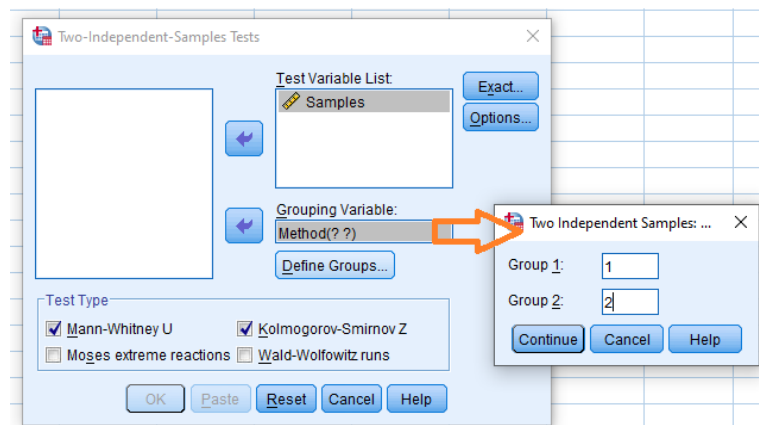 Two-Independent-Samples Tests
Test Variable List:
Samples
Exact...
Options...
Grouping Variable:
Method(? ?)
Define Groups...
Test Type
Mann-Whitney U
Kolmogorov-Smirnov Z
Moses extreme reactions
Wald-Wolfowitz runs
OK
Paste
Reset
Cancel
Help
Two Independent Samples: ...
Group 1:
1
Group 2:
2
Continue
Cancel
Help